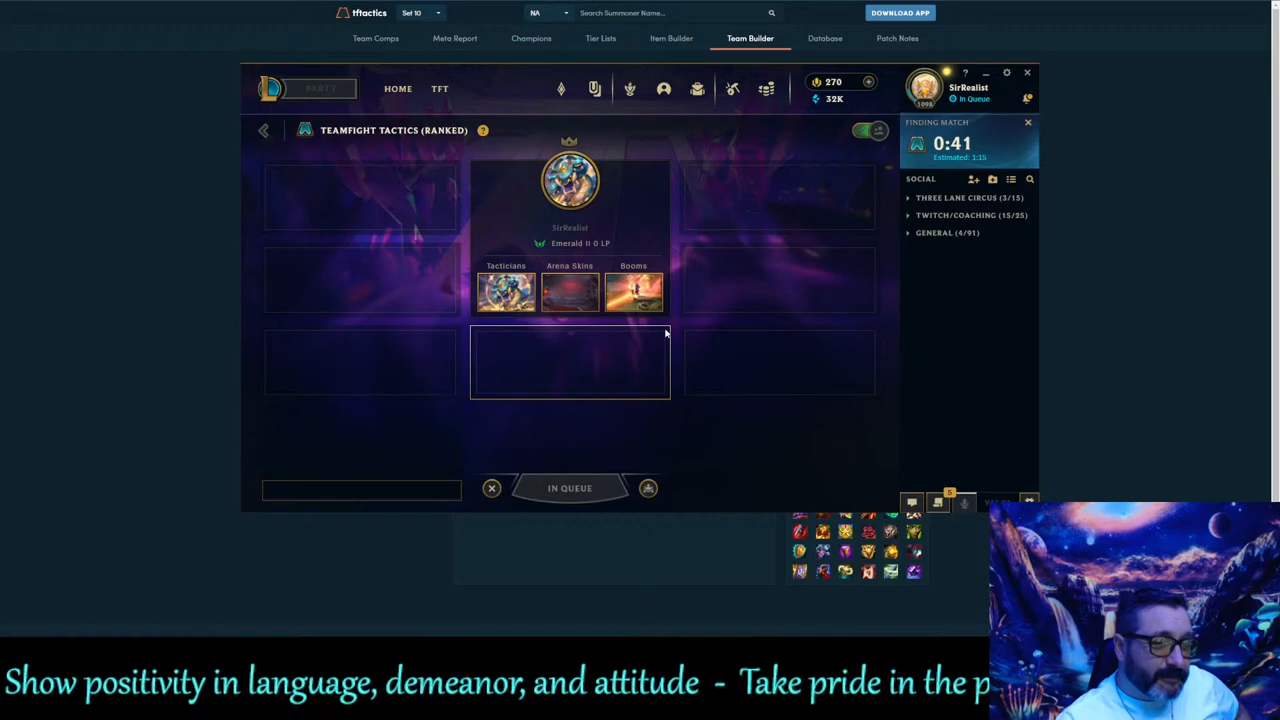 tftactics
Set 10
NA
Search Summoner Name...
DOWNLOAD APP
Team Comps
Meta Report
Champions
Tier Lists
Item Builder
Team Builder
Database
Patch Notes
PARTY
HOME
TFT
270
32K
1098
?
SirRealist
In Queue
TEAMFIGHT TACTICS (RANKED)
?
FINDING MATCH
0:41
Estimated: 1:15
SOCIAL
THREE LANE CIRCUS (3/15)
TWITCH/COACHING (15/25)
GENERAL (4/91)
SirRealist
Emerald II 0 LP
Tacticians
Arena Skins
Booms
IN QUEUE
5
Show positivity in language, demeanor, and attitude - Take pride in the p